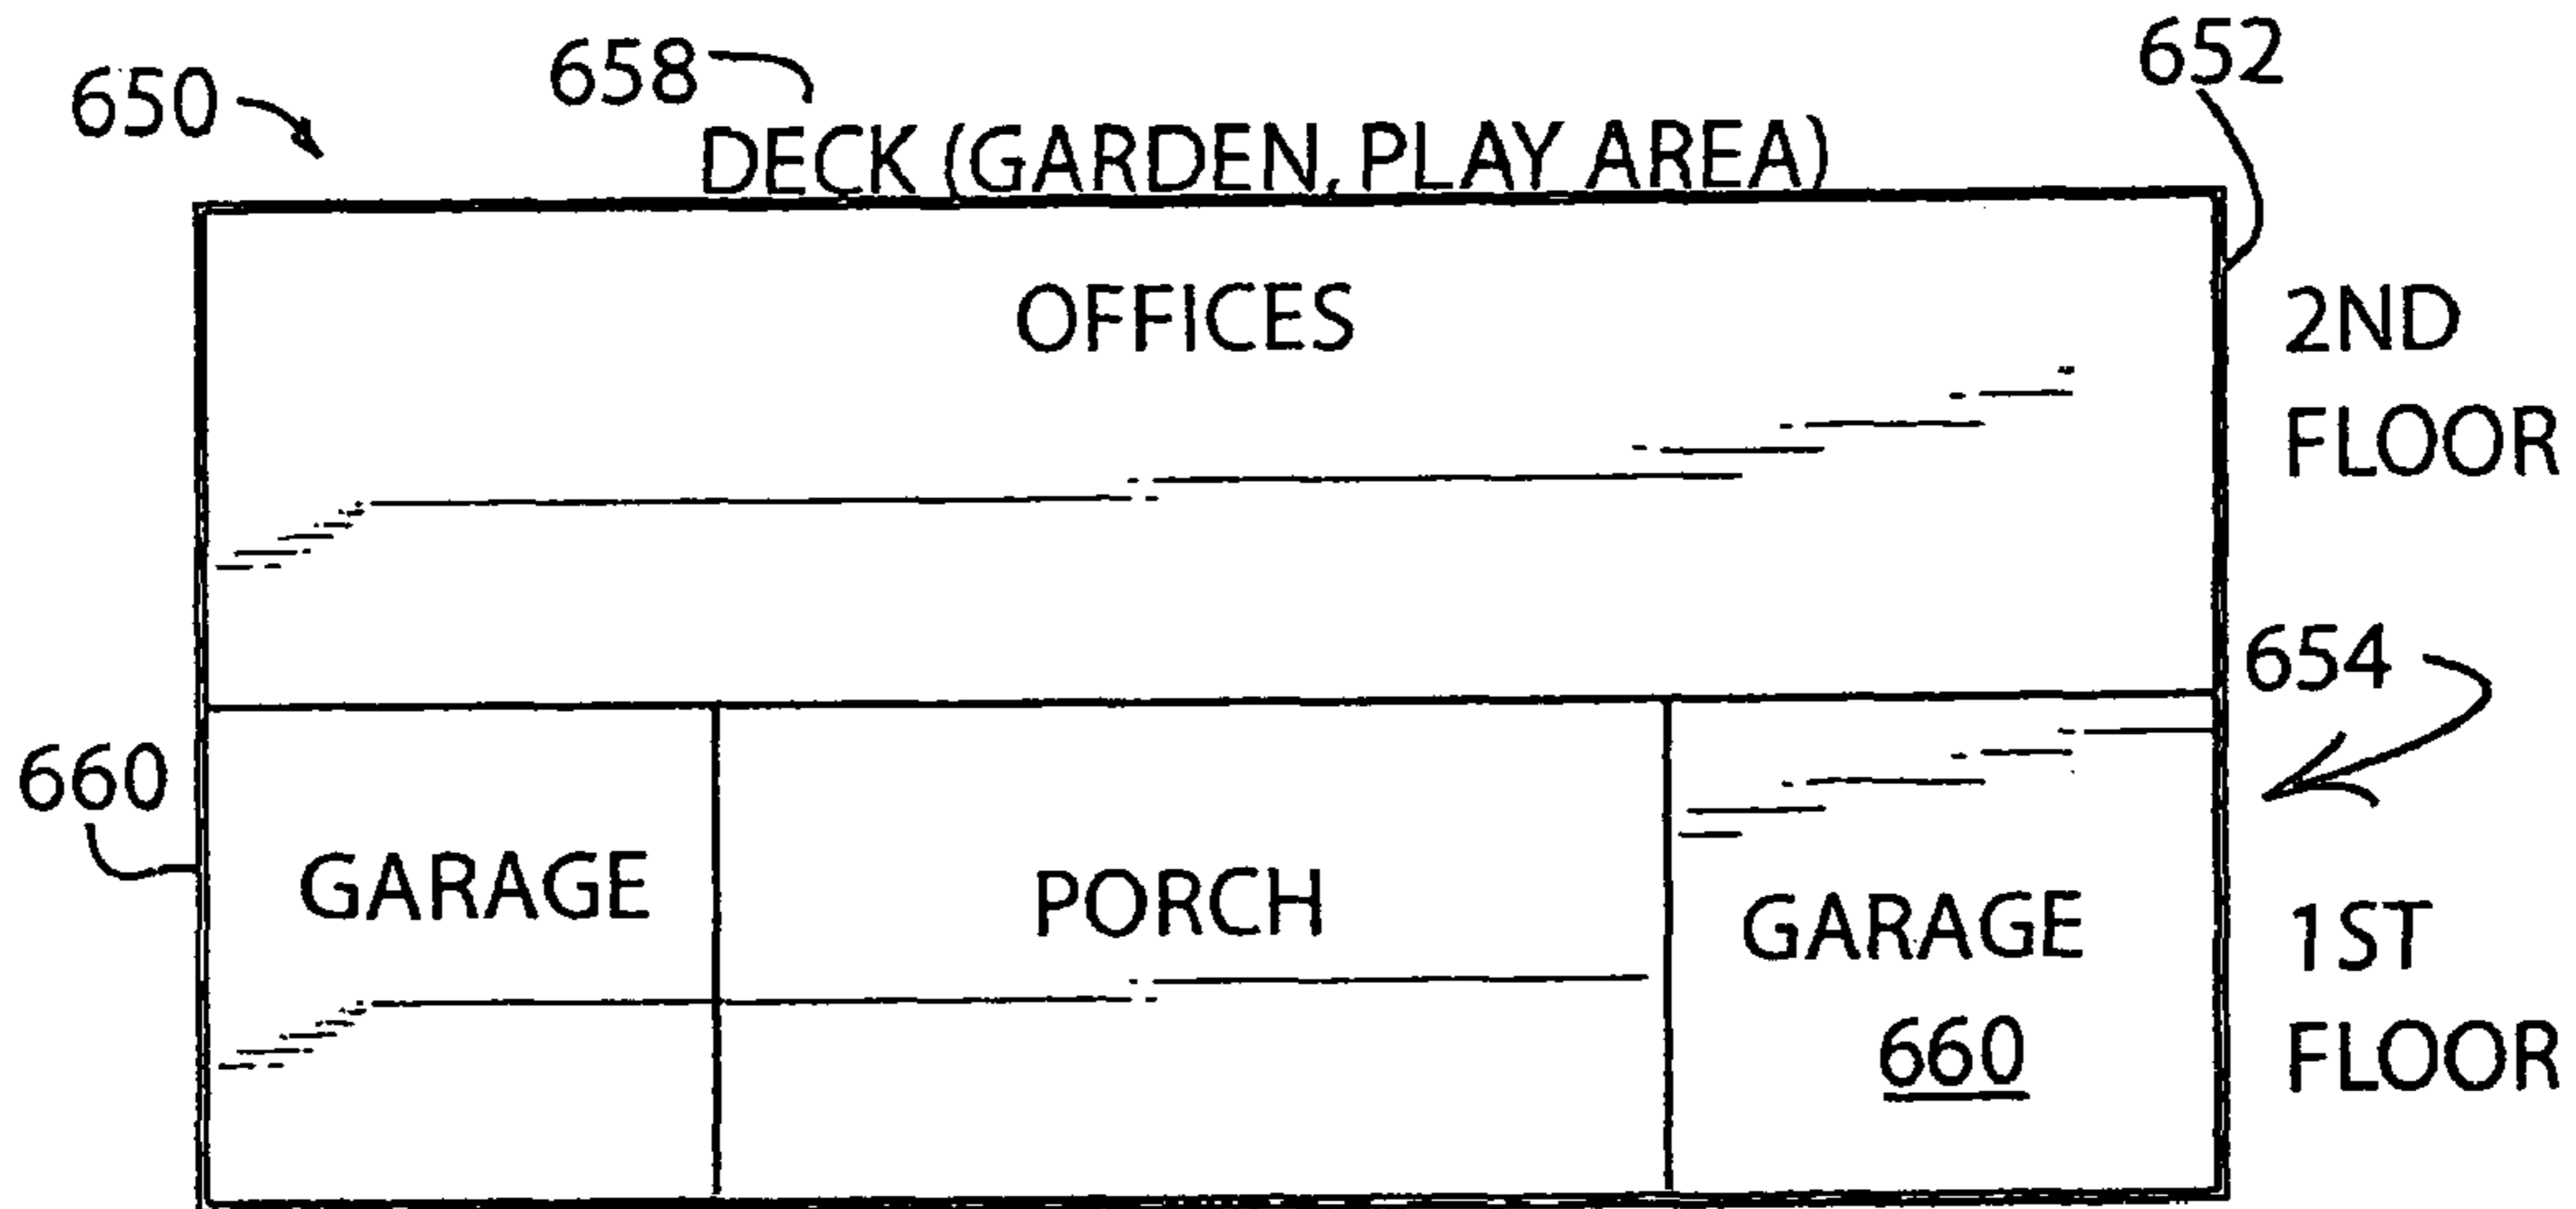 650
658
652
DECK (GARDEN, PLAY AREA)
OFFICES
2ND
FLOOR
654
660
GARAGE
PORCH
GARAGE
660
1ST
FLOOR